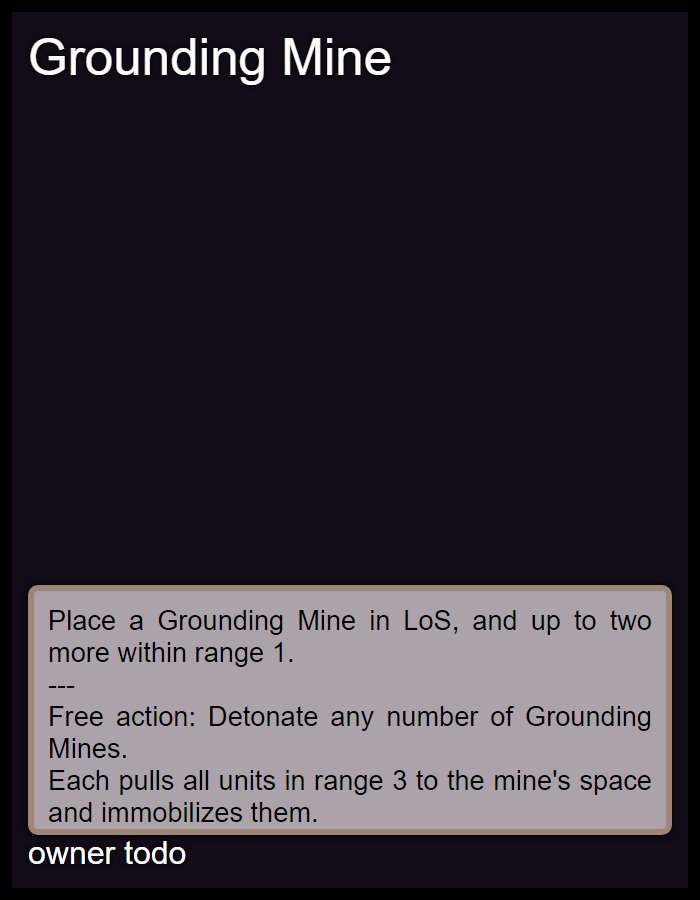 Grounding Mine
Place a Grounding Mine in LoS, and up to two
more within range 1.
---
Free action: Detonate any number of Grounding
Mines.
Each pulls all units in range 3 to the mine's space
and immobilizes them.
owner todo